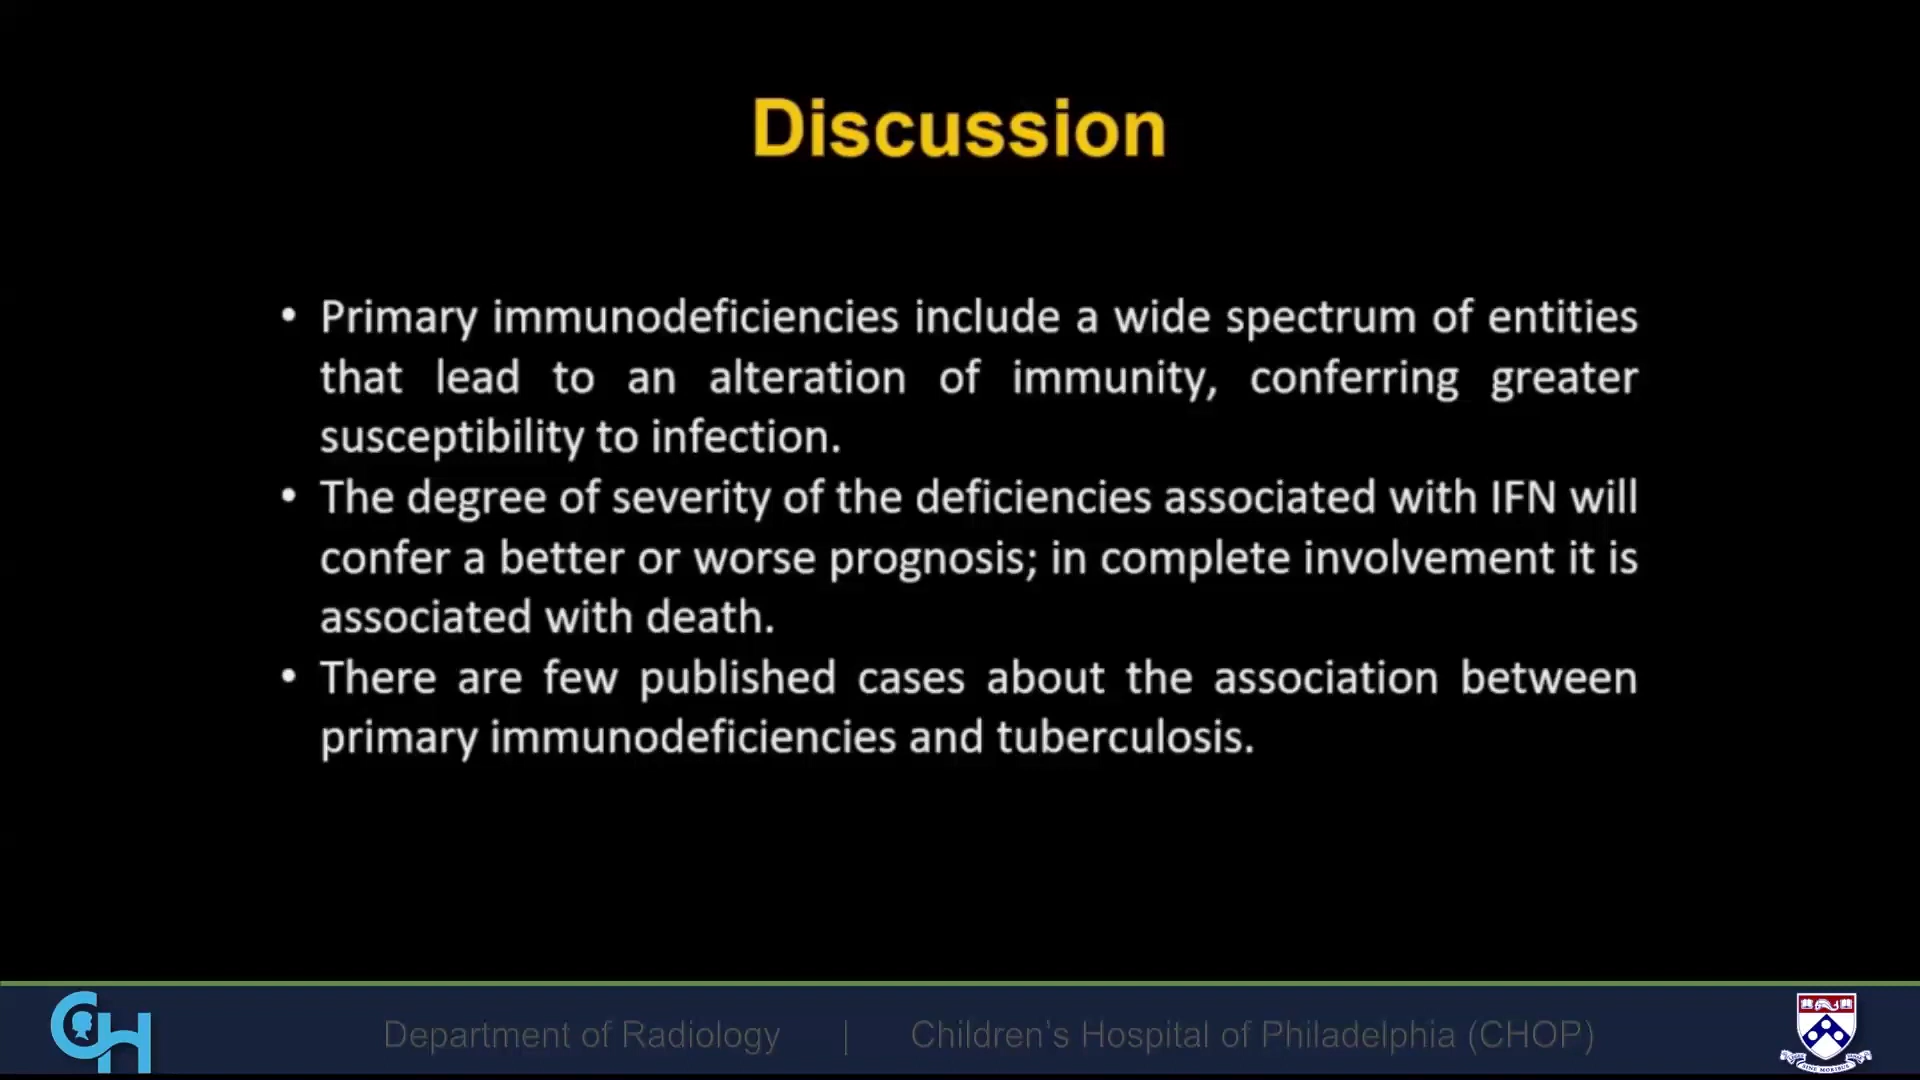 Discussion
• Primary immunodeficiencies include a wide spectrum of entities
that lead to an alteration of immunity, conferring greater
susceptibility to infection.
• The degree of severity of the deficiencies associated with IFN will
confer a better or worse prognosis; in complete involvement it is
associated with death.
• There are few published cases about the association between
primary immunodeficiencies and tuberculosis.
CH
Department of Radiology | Children's Hospital of Philadelphia (CHOP)